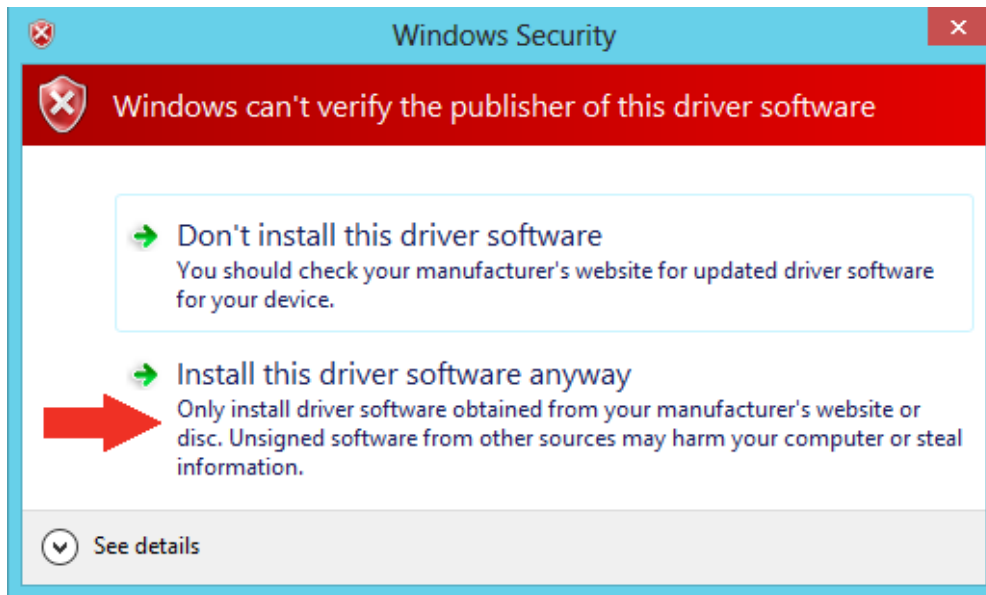 Windows Security
Windows can't verify the publisher of this driver software
Don't install this driver software
You should check your manufacturer's website for updated driver software
for your device.
Install this driver software anyway
Only install driver software obtained from your manufacturer's website or
disc. Unsigned software from other sources may harm your computer or steal
information.
See details